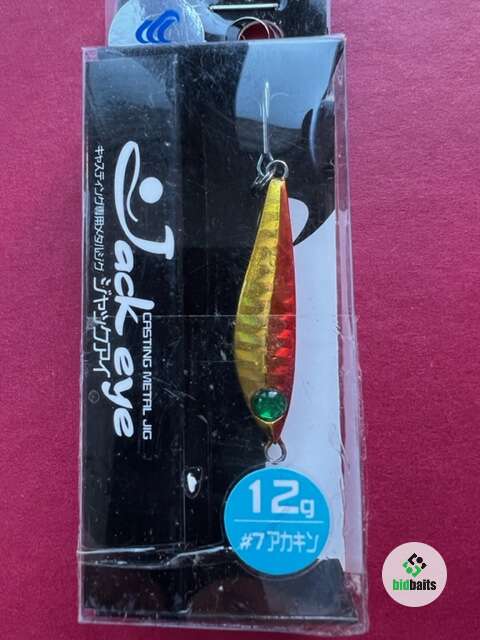 Jack eye
CASTING METAL JIG
キャスティング専用メタルジグ ジャックアイ
12g
#7アカキン
bidbaits